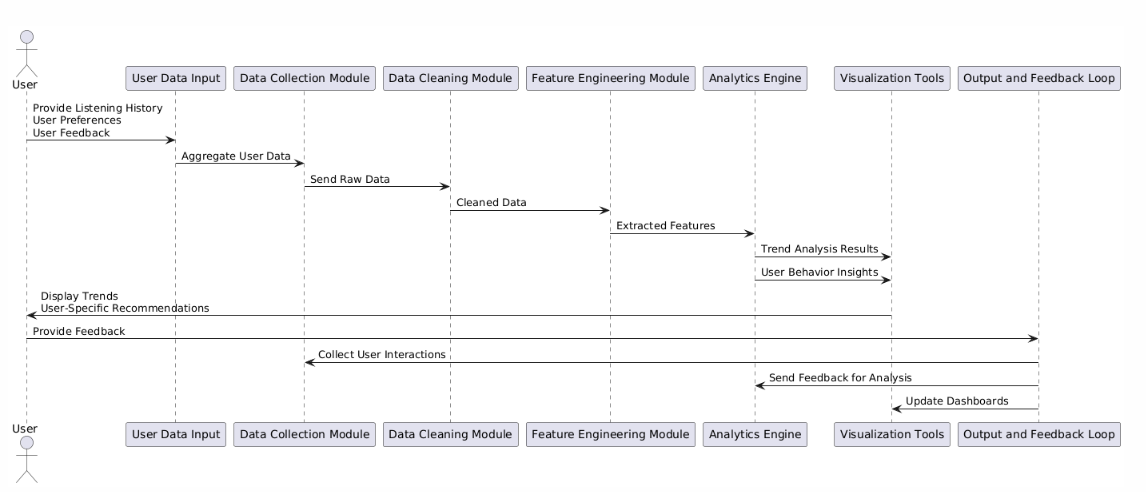 User
User Data Input
Data Collection Module
Data Cleaning Module
Feature Engineering Module
Analytics Engine
Visualization Tools
Output and Feedback Loop
Provide Listening History
User Preferences
User Feedback
Aggregate User Data
Send Raw Data
Cleaned Data
Extracted Features
Trend Analysis Results
User Behavior Insights
Display Trends
User-Specific Recommendations
Provide Feedback
Collect User Interactions
Send Feedback for Analysis
Update Dashboards
User
User Data Input
Data Collection Module
Data Cleaning Module
Feature Engineering Module
Analytics Engine
Visualization Tools
Output and Feedback Loop